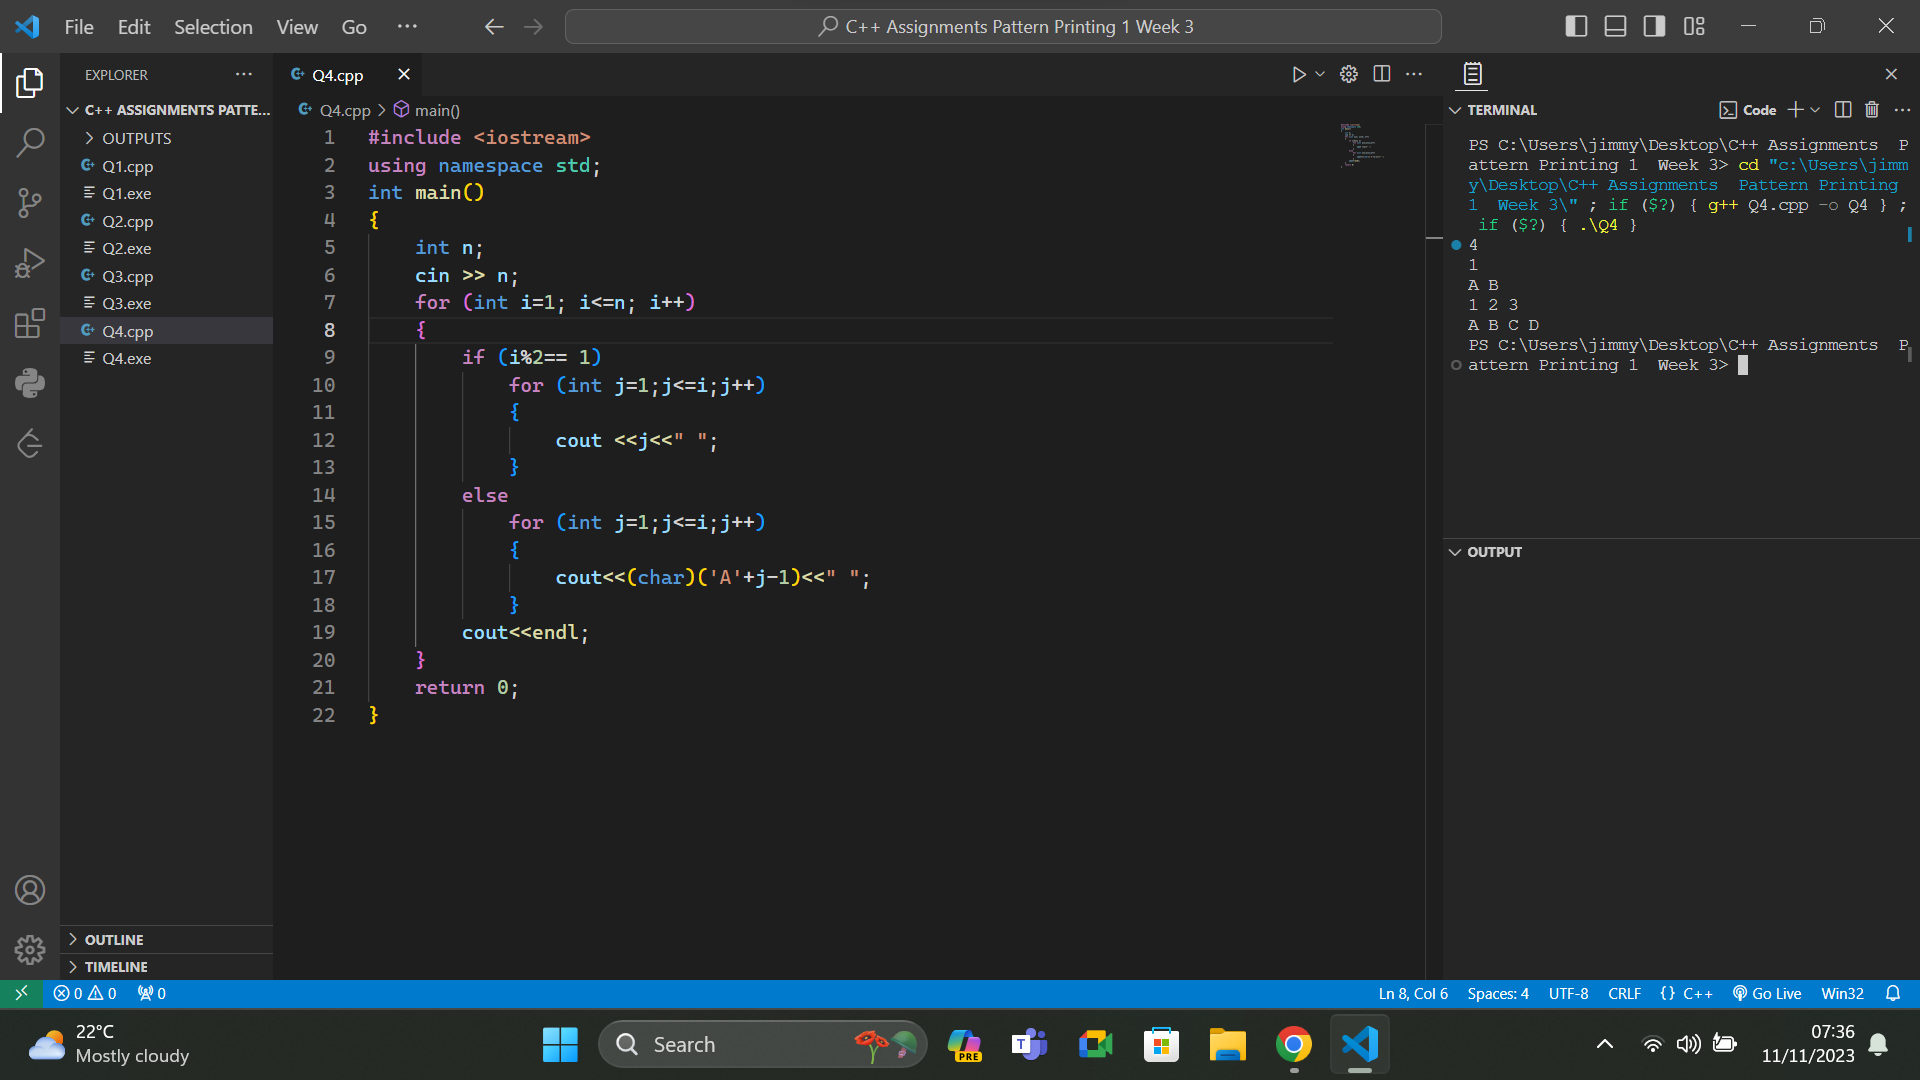 File Edit Selection View Go ···
C++ Assignments Pattern Printing 1 Week 3
EXPLORER
C++ ASSIGNMENTS PATTE...
OUTPUTS
Q1.cpp
Q1.exe
Q2.cpp
Q2.exe
Q3.cpp
Q3.exe
Q4.cpp
Q4.exe
OUTLINE
TIMELINE
Q4.cpp
Q4.cpp > main()
1 #include <iostream>
2 using namespace std;
3 int main()
4 {
5 int n;
6 cin >> n;
7 for (int i=1; i<=n; i++)
8 {
9 if (i%2== 1)
10 for (int j=1;j<=i;j++)
11 {
12 cout <<j<<" ";
13 }
14 else
15 for (int j=1;j<=i;j++)
16 {
17 cout<<(char)('A'+j-1)<<" ";
18 }
19 cout<<endl;
20 }
21 return 0;
22 }
TERMINAL
Code
PS C:\Users\jimmy\Desktop\C++ Assignments  P
attern Printing 1  Week 3> cd "c:\Users\jimm
y\Desktop\C++ Assignments  Pattern Printing
1  Week 3\" ; if ($?) { g++ Q4.cpp -o Q4 } ;
if ($?) { .\Q4 }
4
1
A B
1 2 3
A B C D
PS C:\Users\jimmy\Desktop\C++ Assignments  P
attern Printing 1  Week 3>
OUTPUT
0 0 0
Ln 8, Col 6 Spaces: 4 UTF-8 CRLF {} C++ Go Live Win32
22°C
Mostly cloudy
Search
PRE
T
07:36
11/11/2023